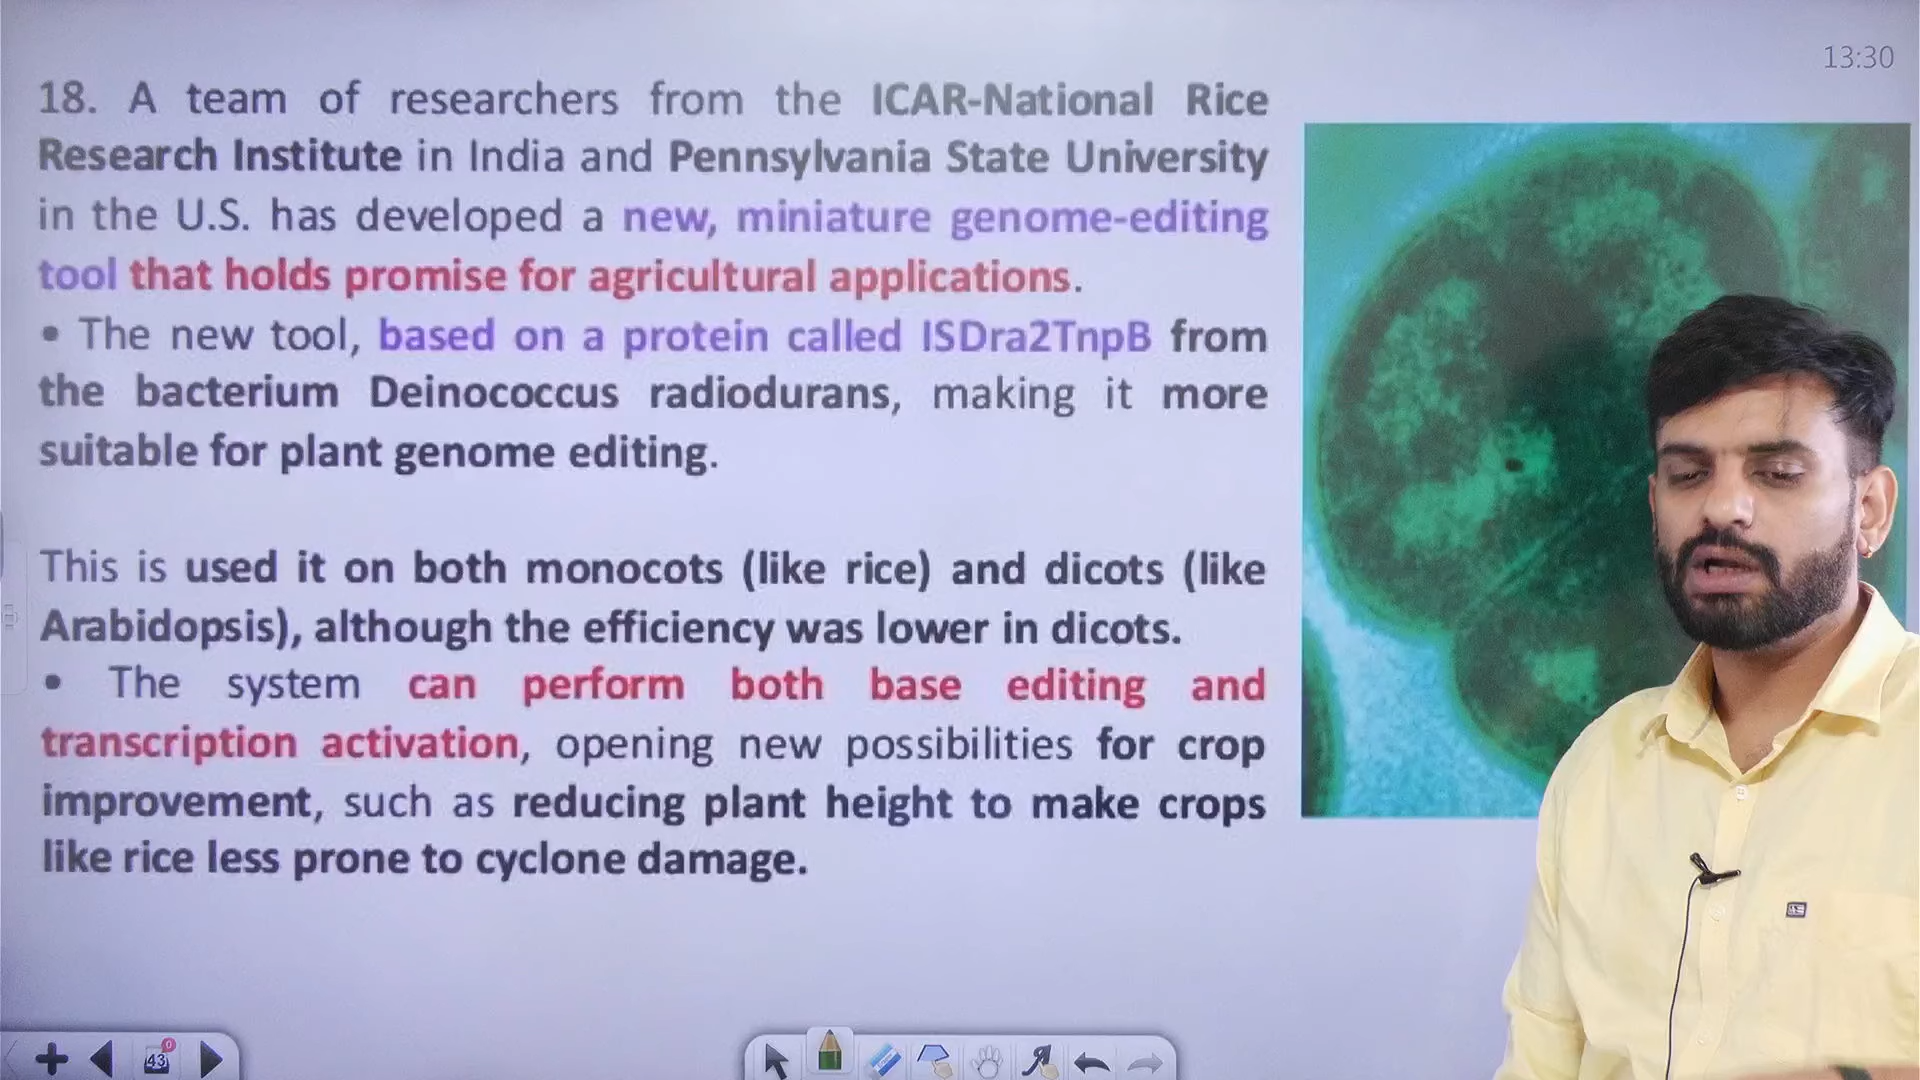 13:30
18. A team of researchers from the ICAR-National Rice
Research Institute in India and Pennsylvania State University
in the U.S. has developed a new, miniature genome-editing
tool that holds promise for agricultural applications.
• The new tool, based on a protein called ISDra2TnpB from
the bacterium Deinococcus radiodurans, making it more
suitable for plant genome editing.
This is used it on both monocots (like rice) and dicots (like
Arabidopsis), although the efficiency was lower in dicots.
• The system can perform both base editing and
transcription activation, opening new possibilities for crop
improvement, such as reducing plant height to make crops
like rice less prone to cyclone damage.
43
0